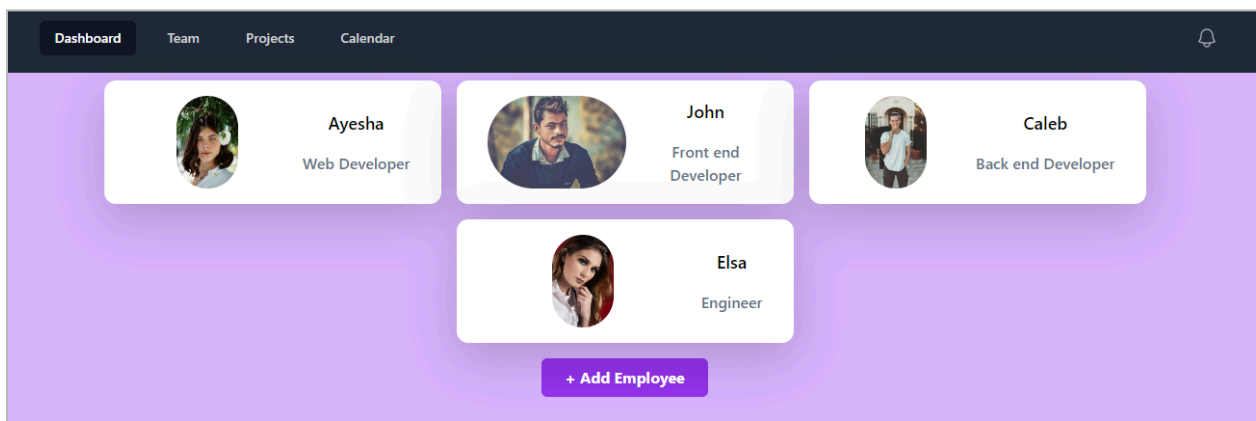 Dashboard Team Projects Calendar
Ayesha
Web Developer
John
Front end
Developer
Caleb
Back end Developer
Elsa
Engineer
+ Add Employee